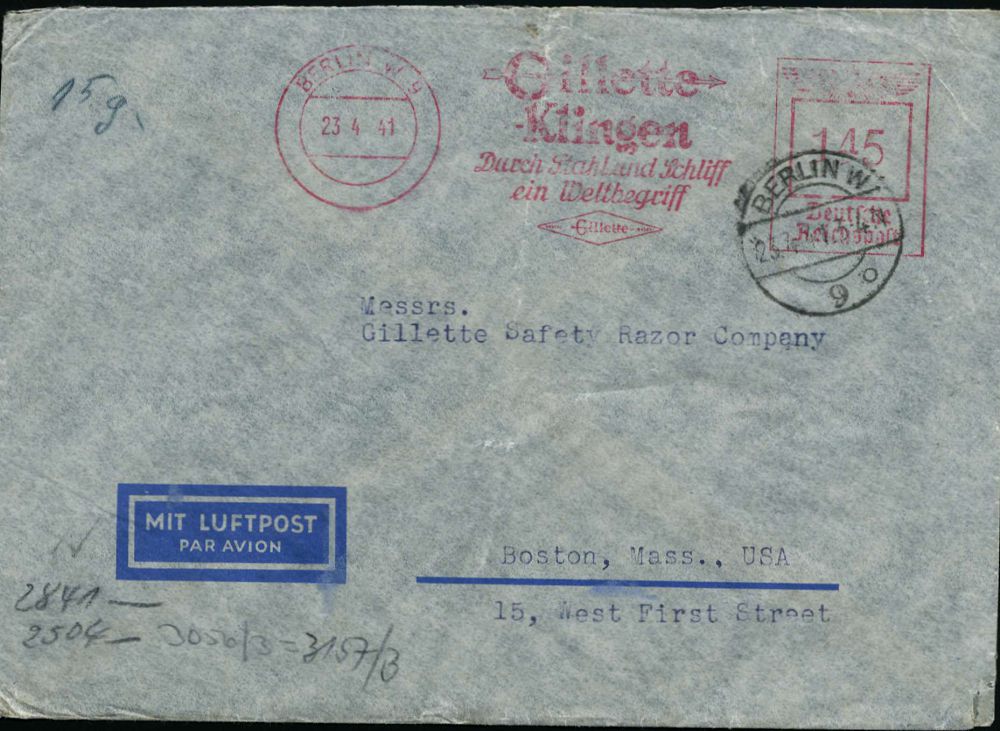 15 g.
BERLIN W 9
23 4 41
Gillette
-Klingen
Durch Stahl und Schliff
ein Weltbegriff
Gillette
145
Deutsche
Reichspost
BERLIN W
9
Messrs.
Gillette Safety Razor Company
MIT LUFTPOST
PAR AVION
Boston, Mass., USA
15, West First Street
2841 —
2504 — 3056/3 = 3157/3